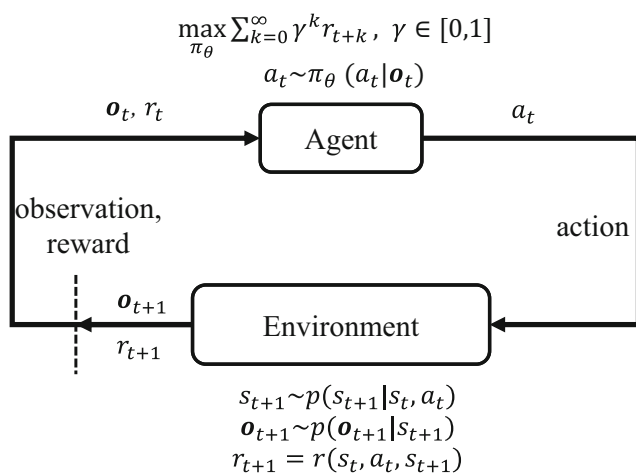 max_{π_θ} ∑_{k=0}^{∞} γ^k r_{t+k} , γ ∈ [0,1]
a_t~π_θ (a_t|𝒐_t)
𝒐_t, r_t
Agent
a_t
observation,
reward
action
𝒐_{t+1}
r_{t+1}
Environment
s_{t+1}~p(s_{t+1}|s_t, a_t)
𝒐_{t+1}~p(𝒐_{t+1}|s_{t+1})
r_{t+1} = r(s_t, a_t, s_{t+1})